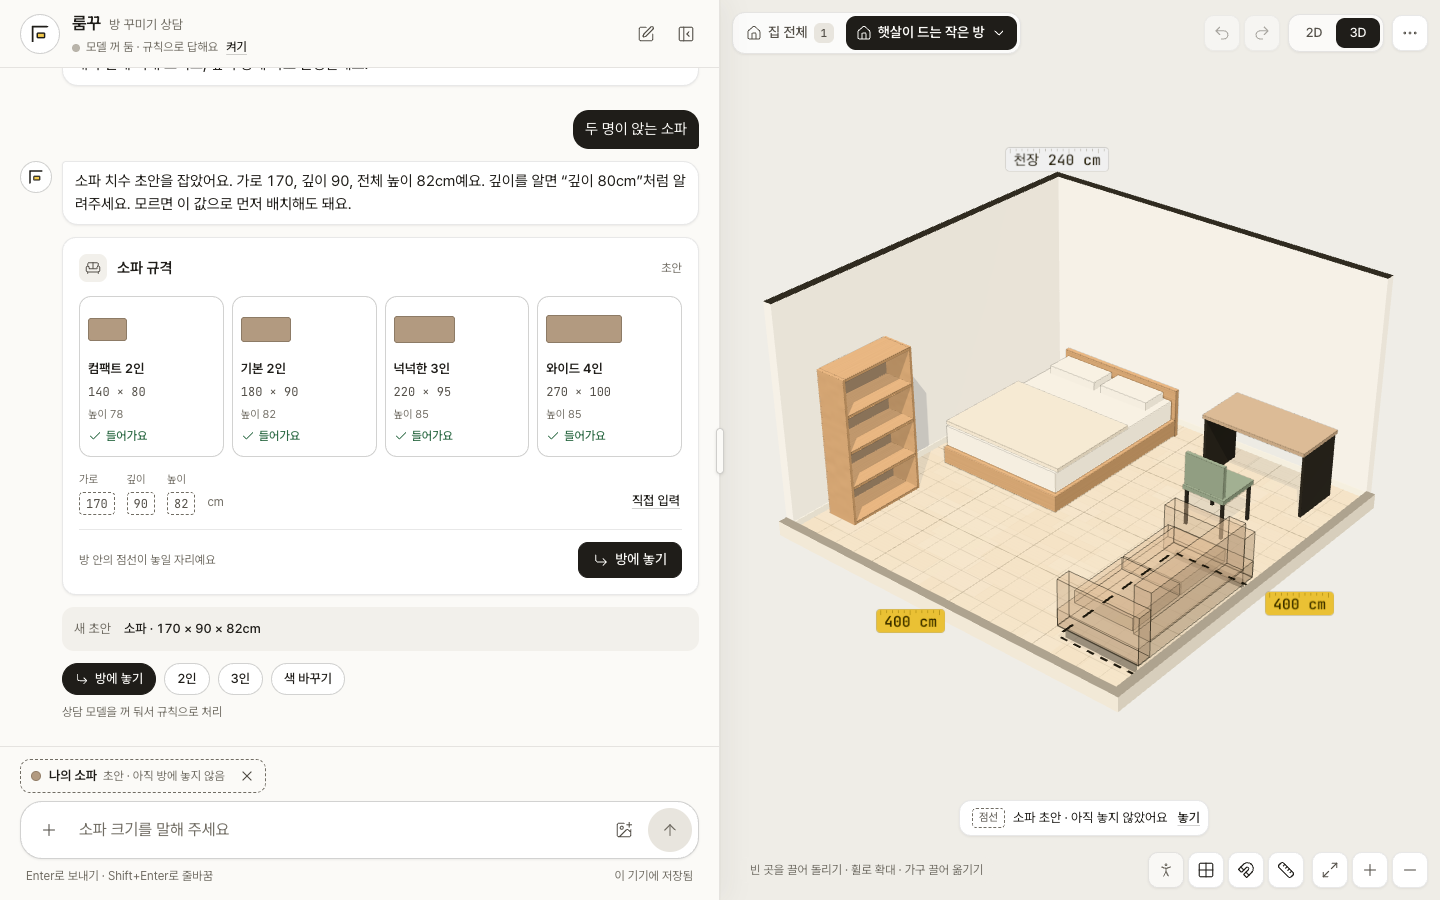 룸꾸 방 꾸미기 상담
모델 꺼 둠 · 규칙으로 답해요 켜기
두 명이 앉는 소파
소파 치수 초안을 잡았어요. 가로 170, 깊이 90, 전체 높이 82cm예요. 깊이를 알면 “깊이 80cm”처럼 알
려주세요. 모르면 이 값으로 먼저 배치해도 돼요.
소파 규격
초안
컴팩트 2인
140 × 80
높이 78
들어가요
기본 2인
180 × 90
높이 82
들어가요
넉넉한 3인
220 × 95
높이 85
들어가요
와이드 4인
270 × 100
높이 85
들어가요
가로 깊이 높이
170 90 82 cm
직접 입력
방 안의 점선이 놓일 자리예요
방에 놓기
새 초안 소파 · 170 × 90 × 82cm
방에 놓기 2인 3인 색 바꾸기
상담 모델을 꺼 둬서 규칙으로 처리
나의 소파 초안 · 아직 방에 놓지 않음
소파 크기를 말해 주세요
Enter로 보내기 · Shift+Enter로 줄바꿈
이 기기에 저장됨
집 전체 1
햇살이 드는 작은 방
2D 3D
천장 240 cm
400 cm
400 cm
점선 소파 초안 · 아직 놓지 않았어요 놓기
빈 곳을 끌어 돌리기 · 휠로 확대 · 가구 끌어 옮기기